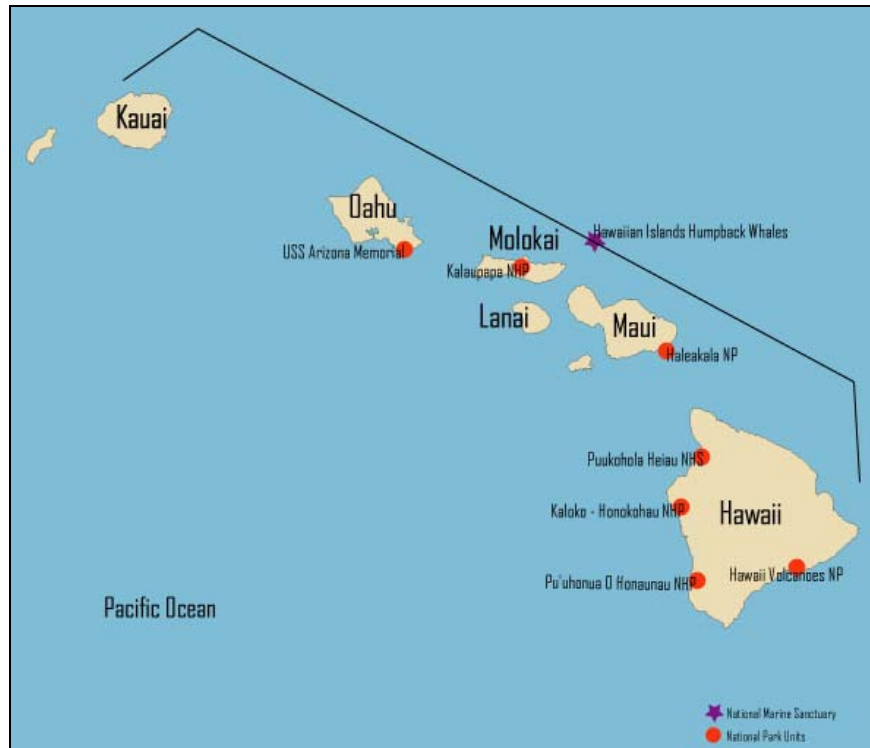 Kauai
Oahu
USS Arizona Memorial
Molokai
Hawaiian Islands Humpback Whales
Kalaupapa NHP
Lanai
Maui
Haleakala NP
Puukohola Heiau NHS
Kaloko - Honokohau NHP
Hawaii
Pu'uhonua O Honaunau NHP
Hawaii Volcanoes NP
Pacific Ocean
National Marine Sanctuary
National Park Units